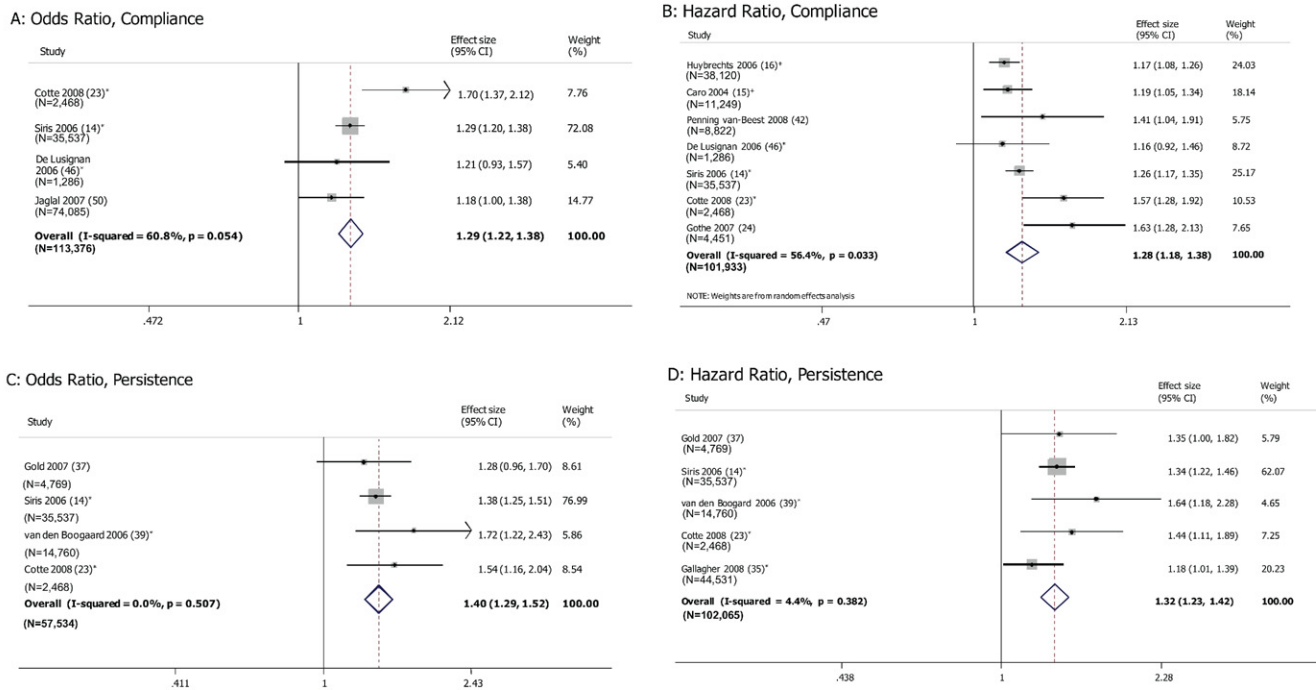 A: Odds Ratio, Compliance
Study
Effect size
(95% CI)
Weight
(%)
Cotte 2008 (23)*
(N=2,468)
1.70 (1.37, 2.12) 7.76
Siris 2006 (14)*
(N=35,537)
1.29 (1.20, 1.38) 72.08
De Lusignan
2006 (46)*
(N=1,286)
1.21 (0.93, 1.57) 5.40
Jaglal 2007 (50)
(N=74,085)
1.18 (1.00, 1.38) 14.77
Overall (I-squared = 60.8%, p = 0.054)
(N=113,376)
1.29 (1.22, 1.38) 100.00
.472 1 2.12
B: Hazard Ratio, Compliance
Study
Effect size
(95% CI)
Weight
(%)
Huybrechts 2006 (16)*
(N=38,120)
1.17 (1.08, 1.26) 24.03
Caro 2004 (15)*
(N=11,249)
1.19 (1.05, 1.34) 18.14
Penning van-Beest 2008 (42)
(N=8,822)
1.41 (1.04, 1.91) 5.75
De Lusignan 2006 (46)*
(N=1,286)
1.16 (0.92, 1.46) 8.72
Siris 2006 (14)*
(N=35,537)
1.26 (1.17, 1.35) 25.17
Cotte 2008 (23)*
(N=2,468)
1.57 (1.28, 1.92) 10.53
Gothe 2007 (24)
(N=4,451)
1.63 (1.28, 2.13) 7.65
Overall (I-squared = 56.4%, p = 0.033)
(N=101,933)
1.28 (1.18, 1.38) 100.00
NOTE: Weights are from random effects analysis
.47 1 2.13
C: Odds Ratio, Persistence
Study
Effect size
(95% CI)
Weight
(%)
Gold 2007 (37)
(N=4,769)
1.28 (0.96, 1.70) 8.61
Siris 2006 (14)*
(N=35,537)
1.38 (1.25, 1.51) 76.99
van den Boogaard 2006 (39)*
(N=14,760)
1.72 (1.22, 2.43) 5.86
Cotte 2008 (23)*
(N=2,468)
1.54 (1.16, 2.04) 8.54
Overall (I-squared = 0.0%, p = 0.507)
(N=57,534)
1.40 (1.29, 1.52) 100.00
.411 1 2.43
D: Hazard Ratio, Persistence
Study
Effect size
(95% CI)
Weight
(%)
Gold 2007 (37)
(N=4,769)
1.35 (1.00, 1.82) 5.79
Siris 2006 (14)*
(N=35,537)
1.34 (1.22, 1.46) 62.07
van den Boogard 2006 (39)*
(N=14,760)
1.64 (1.18, 2.28) 4.65
Cotte 2008 (23)*
(N=2,468)
1.44 (1.11, 1.89) 7.25
Gallagher 2008 (35)*
(N=44,531)
1.18 (1.01, 1.39) 20.23
Overall (I-squared = 4.4%, p = 0.382)
(N=102,065)
1.32 (1.23, 1.42) 100.00
.438 1 2.28